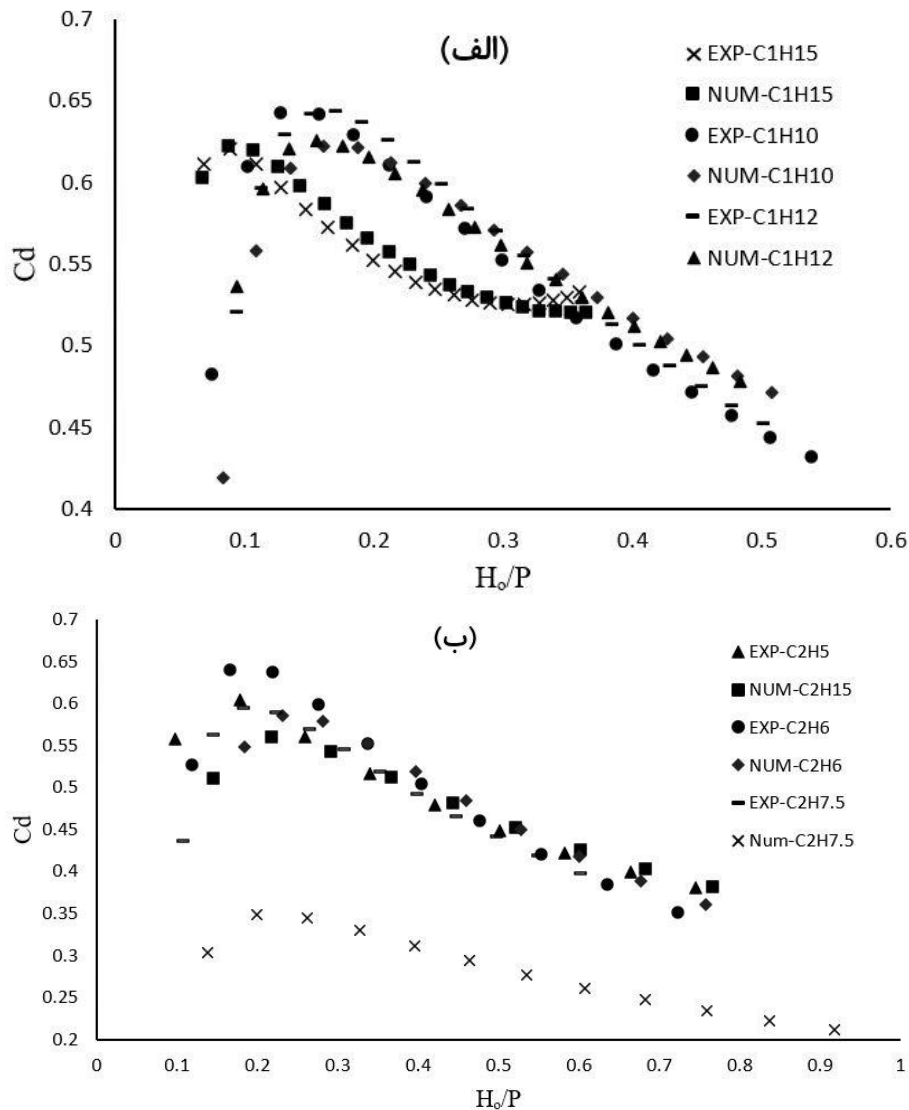 (الف)
0.7
0.65
0.6
0.55
0.5
0.45
0.4
Cd
0 0.1 0.2 0.3 0.4 0.5 0.6
Hₒ/P
EXP-C1H15
NUM-C1H15
EXP-C1H10
NUM-C1H10
EXP-C1H12
NUM-C1H12
(ب)
0.7
0.65
0.6
0.55
0.5
0.45
0.4
0.35
0.3
0.25
0.2
Cd
0 0.1 0.2 0.3 0.4 0.5 0.6 0.7 0.8 0.9 1
Hₒ/P
EXP-C2H5
NUM-C2H15
EXP-C2H6
NUM-C2H6
EXP-C2H7.5
Num-C2H7.5